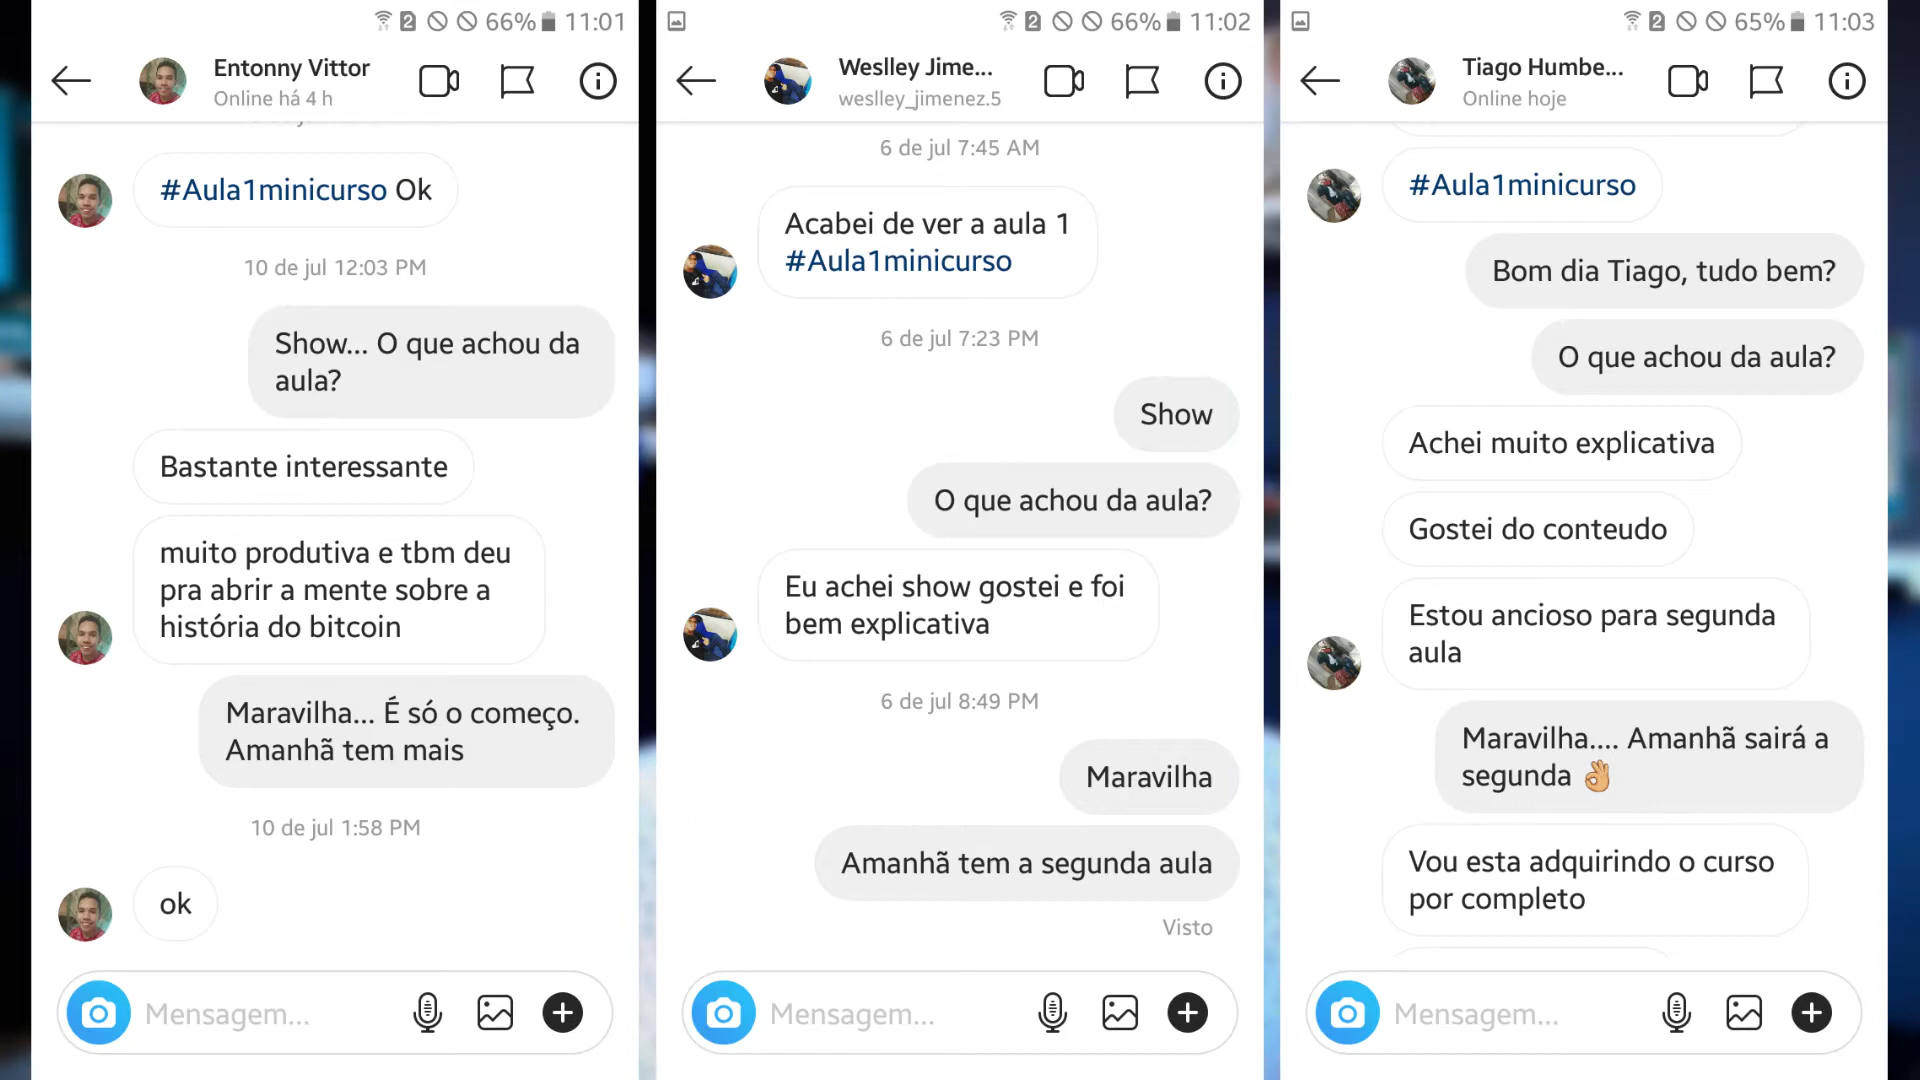 66% 11:01
Entonny Vittor
Online há 4 h
#Aula1minicurso Ok
10 de jul 12:03 PM
Show... O que achou da
aula?
Bastante interessante
muito produtiva e tbm deu
pra abrir a mente sobre a
história do bitcoin
Maravilha... É só o começo.
Amanhã tem mais
10 de jul 1:58 PM
ok
Mensagem...
2 66% 11:02
Weslley Jime...
weslley_jimenez.5
6 de jul 7:45 AM
Acabei de ver a aula 1
#Aula1minicurso
6 de jul 7:23 PM
Show
O que achou da aula?
Eu achei show gostei e foi
bem explicativa
6 de jul 8:49 PM
Maravilha
Amanhã tem a segunda aula
Visto
Mensagem...
2 65% 11:03
Tiago Humbe...
Online hoje
#Aula1minicurso
Bom dia Tiago, tudo bem?
O que achou da aula?
Achei muito explicativa
Gostei do conteudo
Estou ancioso para segunda
aula
Maravilha.... Amanhã sairá a
segunda 👌
Vou esta adquirindo o curso
por completo
Mensagem...